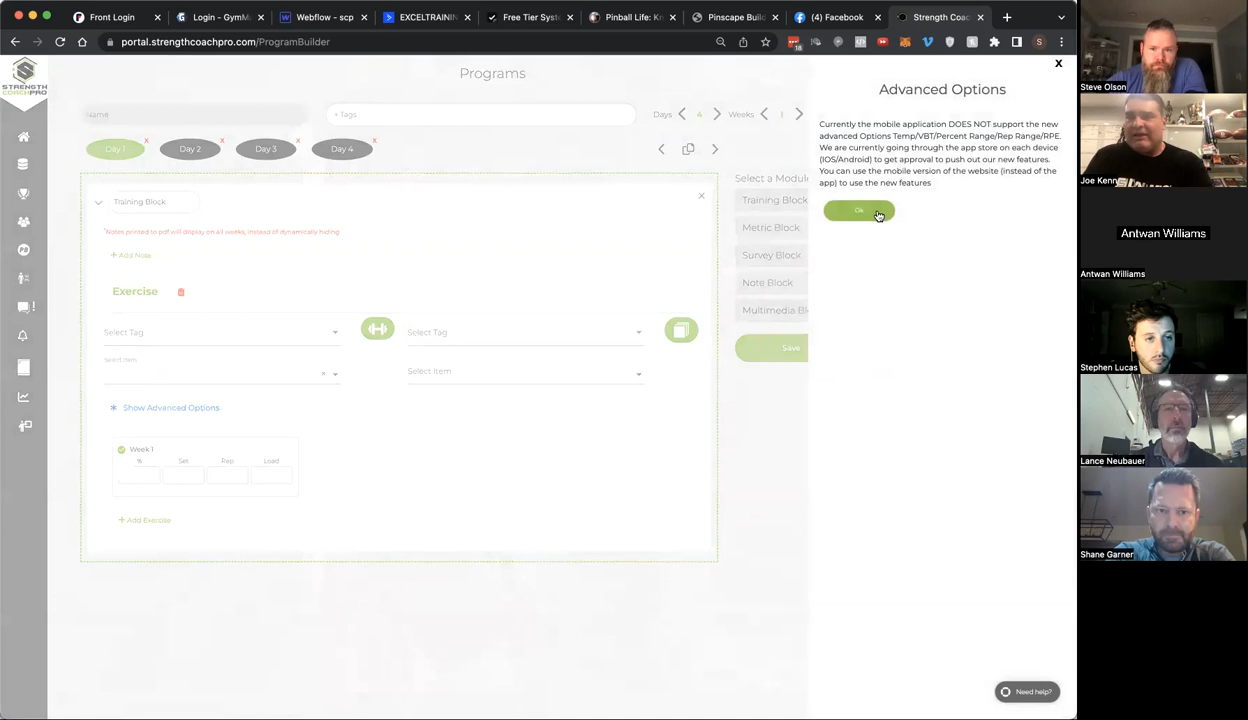 Front Login
Login - GymM
Webflow - scp
EXCELTRAININ
Free Tier Syst
Pinball Life: Kn
Pinscape Build
(4) Facebook
Strength Coac
portal.strengthcoachpro.com/ProgramBuilder
18
S
STRENGTH
COACHPRO
Programs
Name
+ Tags
Days 4 Weeks 1
Day 1 x
Day 2 x
Day 3 x
Day 4 x
Training Block
*Notes printed to pdf will display on all weeks, instead of dynamically hiding.
+ Add Note
Exercise
Select Tag
Select Tag
Select Item
Select Item
Show Advanced Options
Week 1
% Set Rep Load
+ Add Exercise
Select a Module
Training Block
Metric Block
Survey Block
Note Block
Multimedia Bl
Save
X
Advanced Options
Currently the mobile application DOES NOT support the new
advanced Options Temp/VBT/Percent Range/Rep Range/RPE.
We are currently going through the app store on each device
(IOS/Android) to get approval to push out our new features.
You can use the mobile version of the website (instead of the
app) to use the new features
Ok
Need help?
Steve Olson
Joe Kenn
Antwan Williams
Antwan Williams
Stephen Lucas
Lance Neubauer
Shane Garner